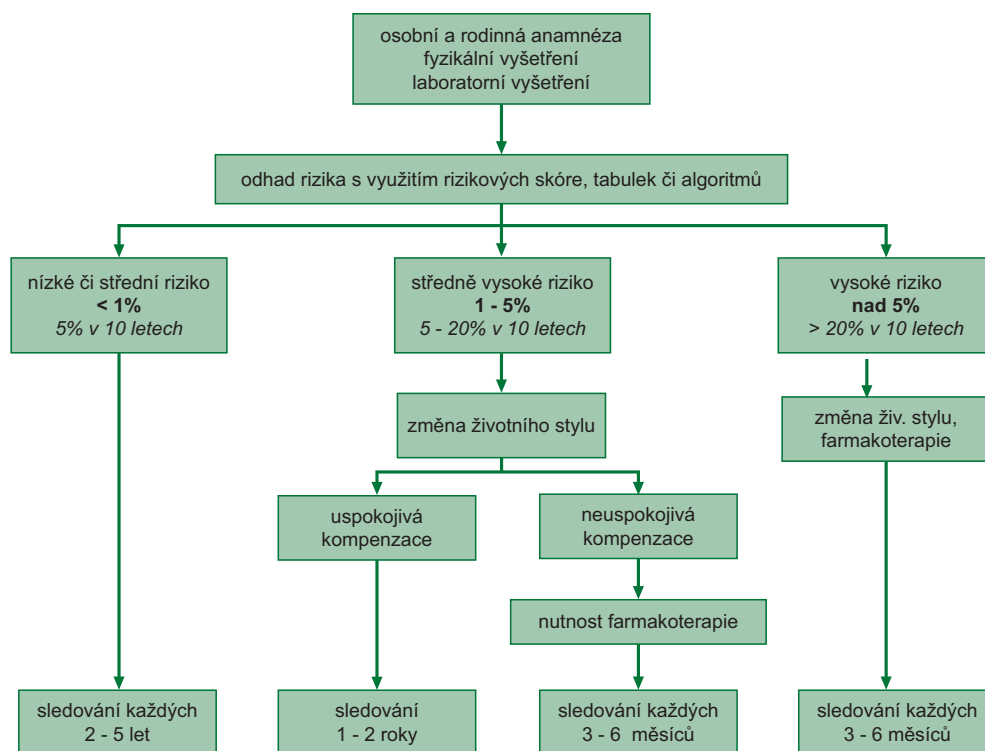 osobní a rodinná anamnéza
fyzikální vyšetření
laboratorní vyšetření
odhad rizika s využitím rizikových skóre, tabulek či algoritmů
nízké či střední riziko
< 1%
5% v 10 letech
středně vysoké riziko
1 - 5%
5 - 20% v 10 letech
vysoké riziko
nad 5%
> 20% v 10 letech
změna životního stylu
změna živ. stylu,
farmakoterapie
uspokojivá
kompenzace
neuspokojivá
kompenzace
nutnost farmakoterapie
sledování každých
2 - 5 let
sledování
1 - 2 roky
sledování každých
3 - 6 měsíců
sledování každých
3 - 6 měsíců